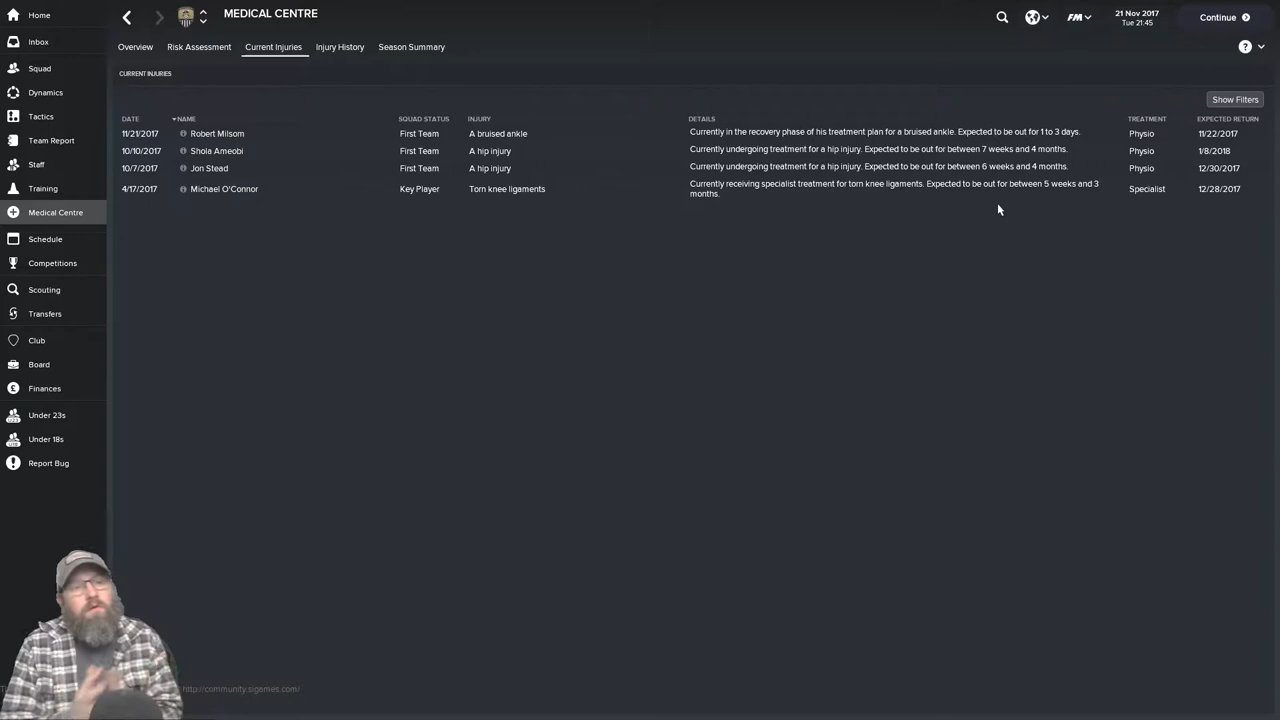 Home
MEDICAL CENTRE
FM
21 Nov 2017
Tue 21:45
Continue
Inbox
Overview
Risk Assessment
Current Injuries
Injury History
Season Summary
?
Squad
Dynamics
Tactics
Team Report
Staff
Training
Medical Centre
Schedule
Competitions
Scouting
Transfers
Club
Board
Finances
Under 23s
Under 18s
Report Bug
CURRENT INJURIES
Show Filters
DATE NAME SQUAD STATUS INJURY DETAILS TREATMENT EXPECTED RETURN
11/21/2017 Robert Milsom First Team A bruised ankle Currently in the recovery phase of his treatment plan for a bruised ankle. Expected to be out for 1 to 3 days. Physio 11/22/2017
10/10/2017 Shola Ameobi First Team A hip injury Currently undergoing treatment for a hip injury. Expected to be out for between 7 weeks and 4 months. Physio 1/8/2018
10/7/2017 Jon Stead First Team A hip injury Currently undergoing treatment for a hip injury. Expected to be out for between 6 weeks and 4 months. Physio 12/30/2017
4/17/2017 Michael O'Connor Key Player Torn knee ligaments Currently receiving specialist treatment for torn knee ligaments. Expected to be out for between 5 weeks and 3
months. Specialist 12/28/2017
http://community.sigames.com/